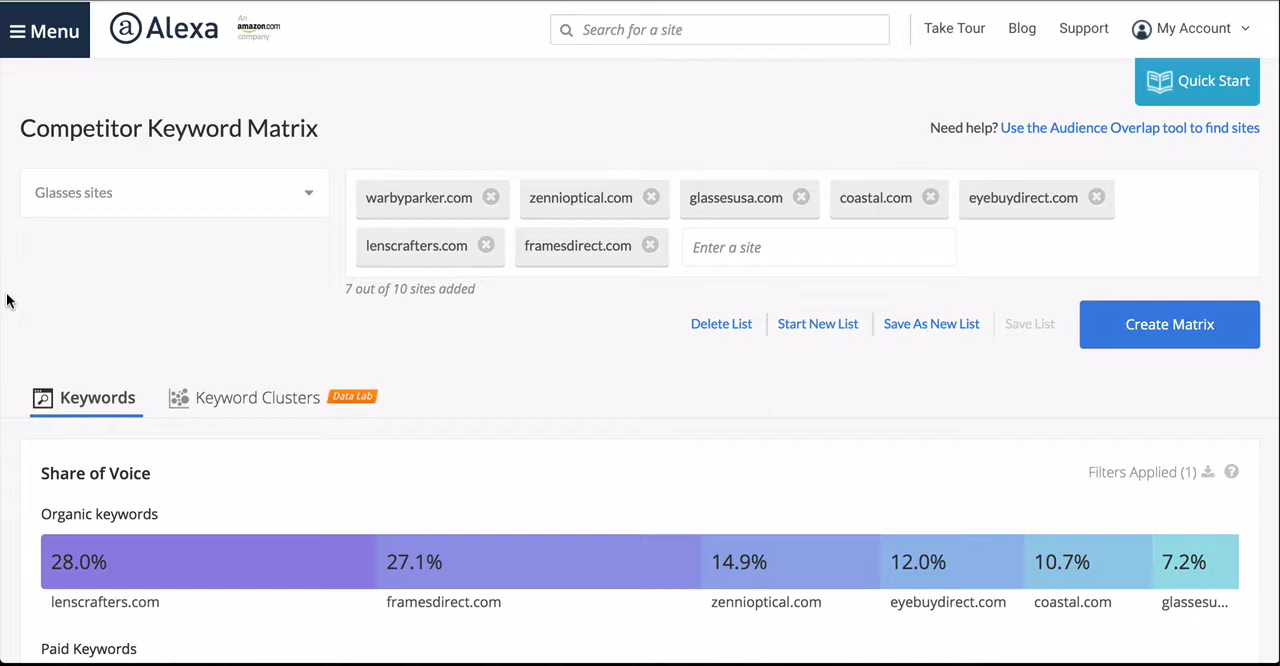 Menu
Alexa
An
amazon.com
company
Search for a site
Take Tour
Blog
Support
My Account
Quick Start
Competitor Keyword Matrix
Need help? Use the Audience Overlap tool to find sites
Glasses sites
warbyparker.com
zennioptical.com
glassesusa.com
coastal.com
eyebuydirect.com
lenscrafters.com
framesdirect.com
Enter a site
7 out of 10 sites added
Delete List
Start New List
Save As New List
Save List
Create Matrix
Keywords
Keyword Clusters
Data Lab
Share of Voice
Filters Applied (1)
Organic keywords
28.0%
27.1%
14.9%
12.0%
10.7%
7.2%
lenscrafters.com
framesdirect.com
zennioptical.com
eyebuydirect.com
coastal.com
glassesu...
Paid Keywords